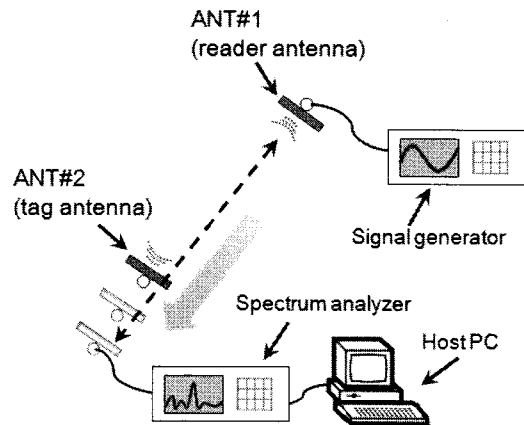 ANT#1
(reader antenna)
ANT#2
(tag antenna)
Signal generator
Spectrum analyzer
Host PC